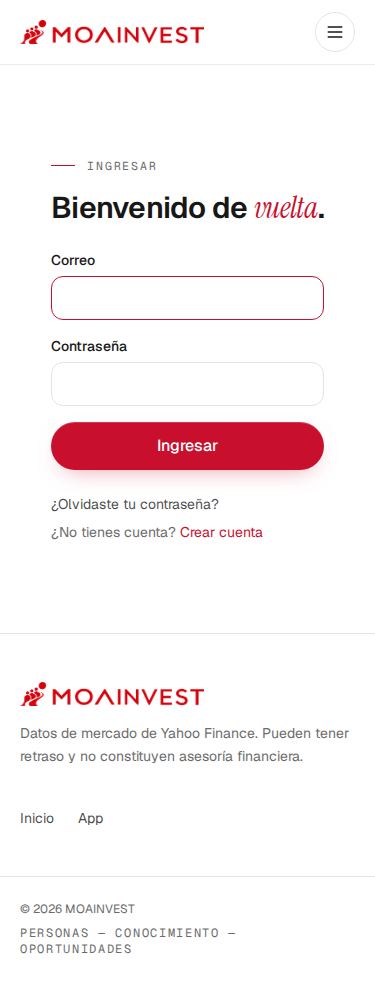 MOAINVEST
INGRESAR
Bienvenido de vuelta.
Correo
Contraseña
Ingresar
¿Olvidaste tu contraseña?
¿No tienes cuenta? Crear cuenta
MOAINVEST
Datos de mercado de Yahoo Finance. Pueden tener
retraso y no constituyen asesoría financiera.
Inicio App
© 2026 MOAINVEST
PERSONAS — CONOCIMIENTO —
OPORTUNIDADES